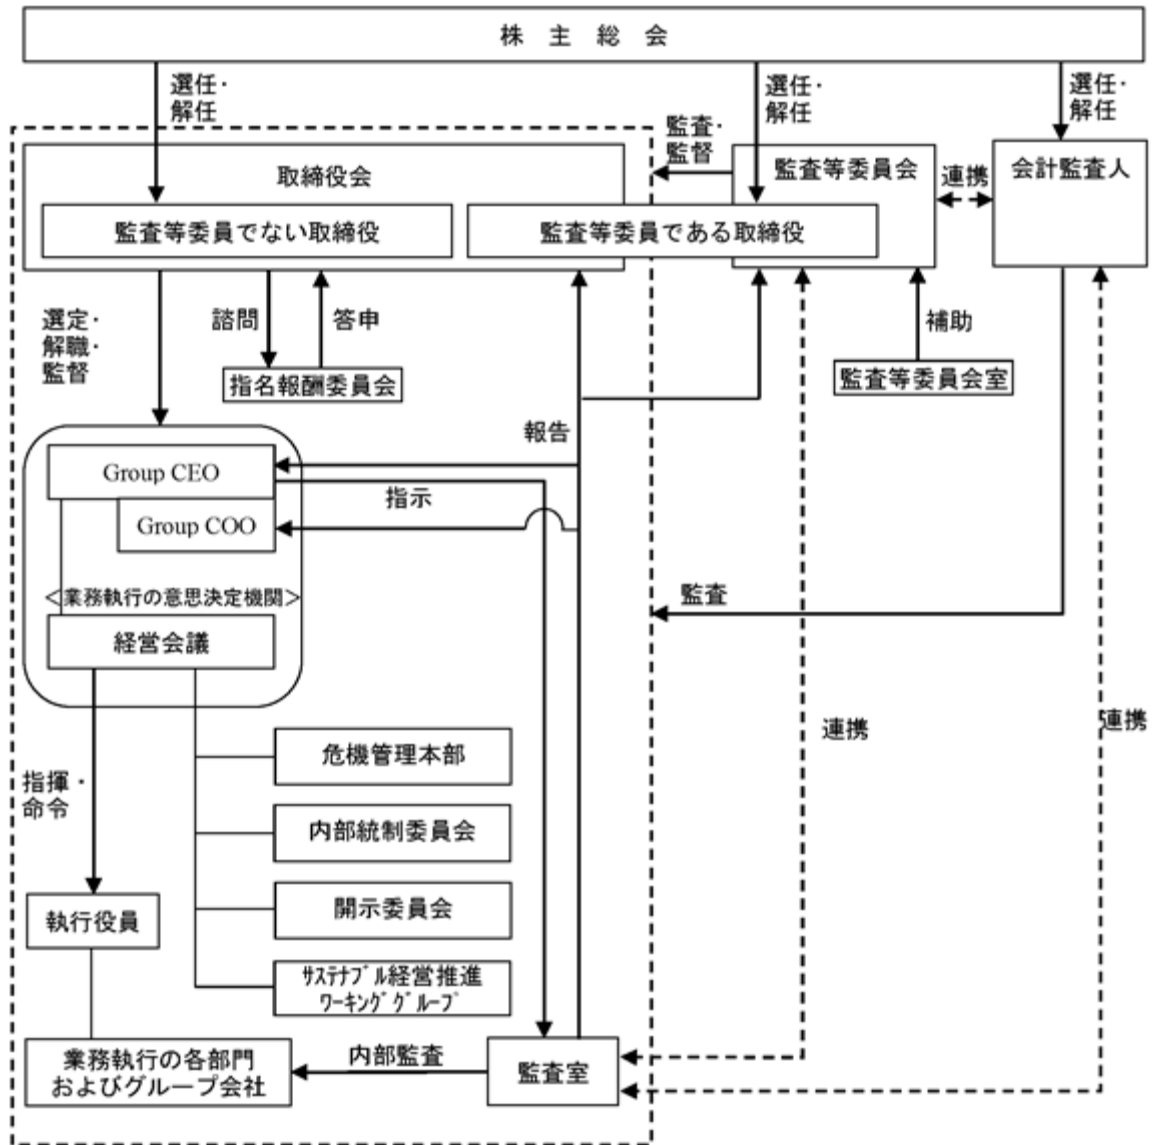 株　主　総　会
選任・
解任
選任・
解任
選任・
解任
監査・
監督
取締役会
監査等委員会
連携
会計監査人
監査等委員でない取締役
監査等委員である取締役
選定・
解職・
監督
諮問
答申
補助
指名報酬委員会
監査等委員会室
報告
Group CEO
指示
Group COO
＜業務執行の意思決定機関＞
監査
経営会議
連携
連携
危機管理本部
指揮・
命令
内部統制委員会
開示委員会
執行役員
ｻｽﾃﾅﾌﾞﾙ経営推進
ﾜｰｷﾝｸﾞｸﾞﾙｰﾌﾟ
業務執行の各部門
およびグループ会社
内部監査
監査室